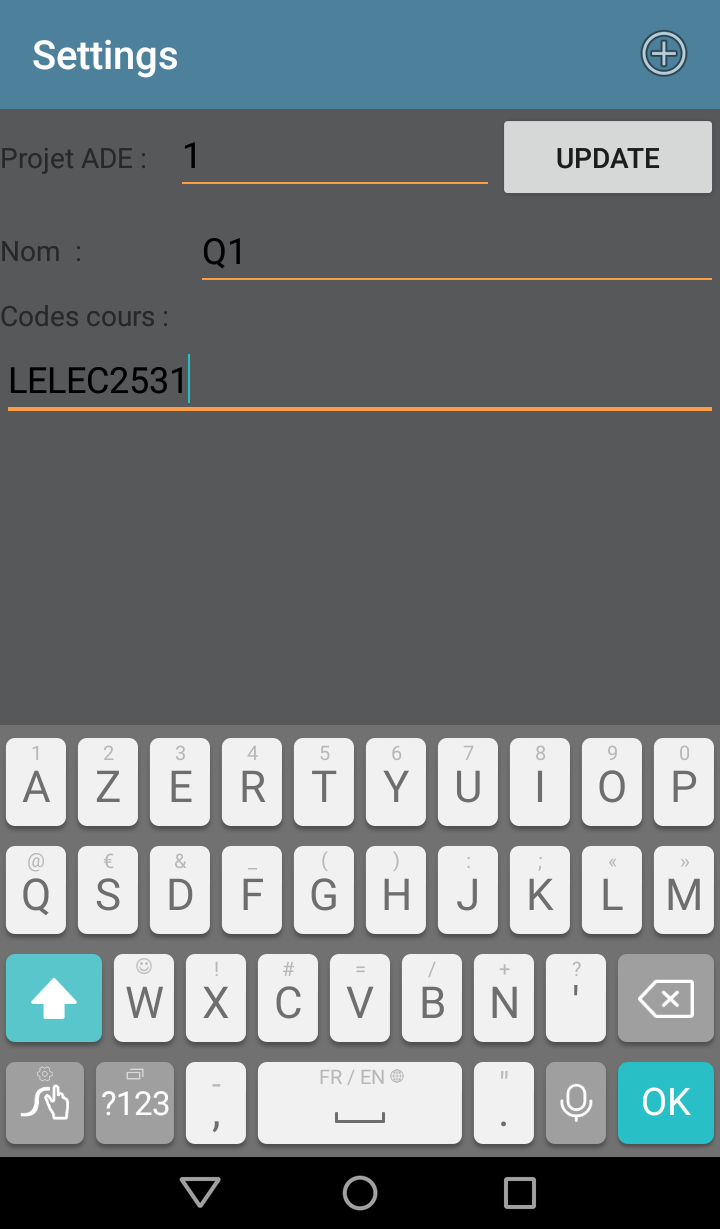 Settings
Projet ADE : 1 UPDATE
Nom : Q1
Codes cours :
LELEC2531
1 2 3 4 5 6 7 8 9 0
A Z E R T Y U I O P
@ € & _ ( ) : ; « »
Q S D F G H J K L M
! # = / + ?
W X C V B N '
- FR / EN "
?123 , . OK